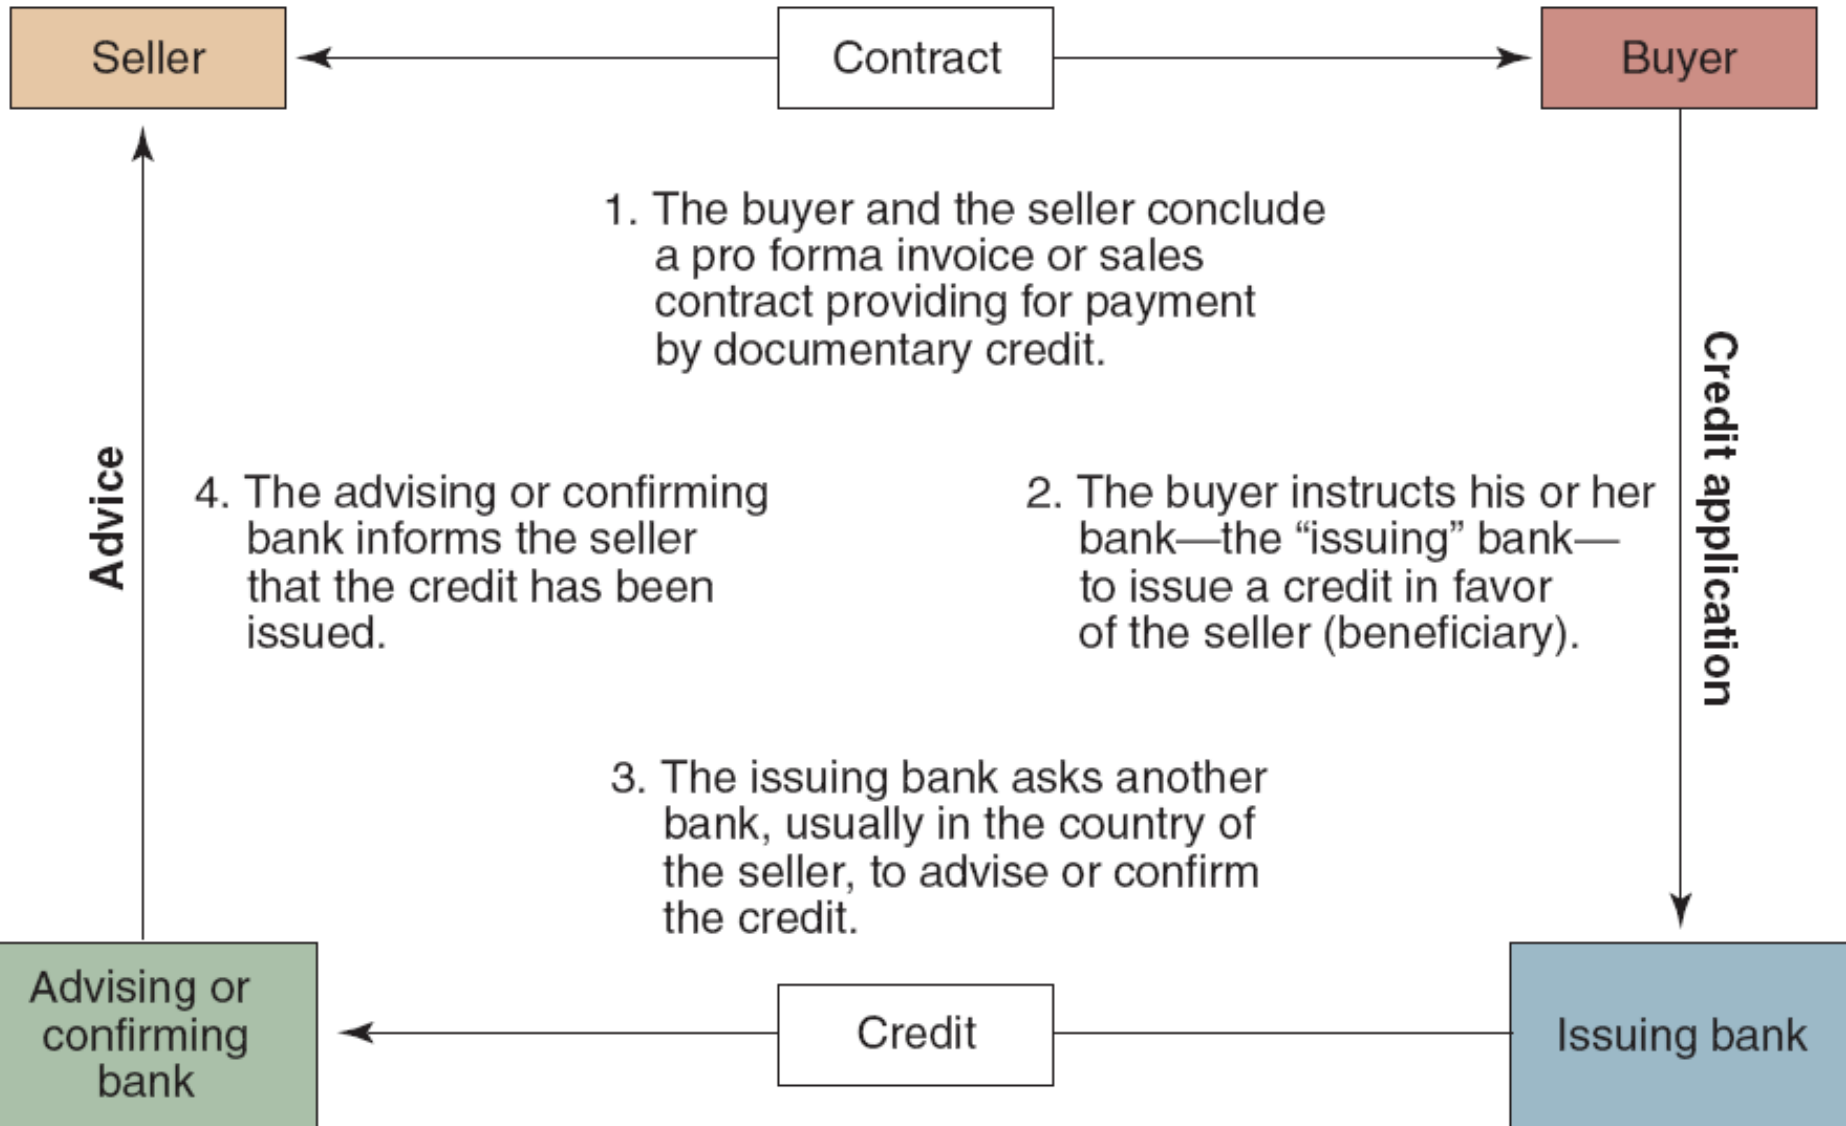 Seller
Contract
Buyer
1. The buyer and the seller conclude
a pro forma invoice or sales
contract providing for payment
by documentary credit.
Credit application
2. The buyer instructs his or her
bank—the “issuing” bank—
to issue a credit in favor
of the seller (beneficiary).
Advice
4. The advising or confirming
bank informs the seller
that the credit has been
issued.
3. The issuing bank asks another
bank, usually in the country of
the seller, to advise or confirm
the credit.
Advising or
confirming
bank
Credit
Issuing bank